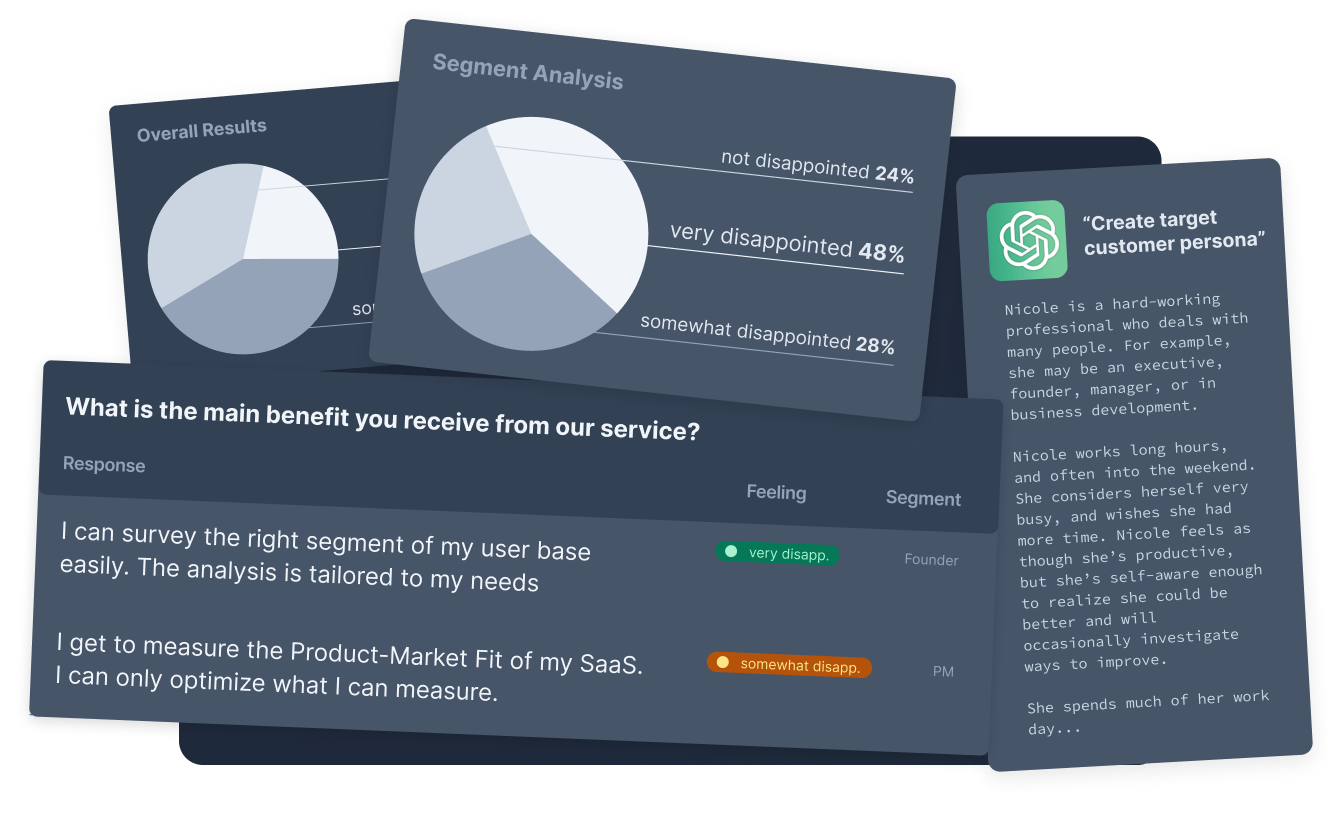 Overall Results
Segment Analysis
not disappointed 24%
very disappointed 48%
somewhat disappointed 28%
“Create target
customer persona”
Nicole is a hard-working
professional who deals with
many people. For example,
she may be an executive,
founder, manager, or in
business development.
Nicole works long hours,
and often into the weekend.
She considers herself very
busy, and wishes she had
more time. Nicole feels as
though she’s productive,
but she’s self-aware enough
to realize she could be
better and will
occasionally investigate
ways to improve.
She spends much of her work
day...
What is the main benefit you receive from our service?
Response Feeling Segment
I can survey the right segment of my user base
easily. The analysis is tailored to my needs
very disapp. Founder
I get to measure the Product-Market Fit of my SaaS.
I can only optimize what I can measure.
somewhat disapp. PM